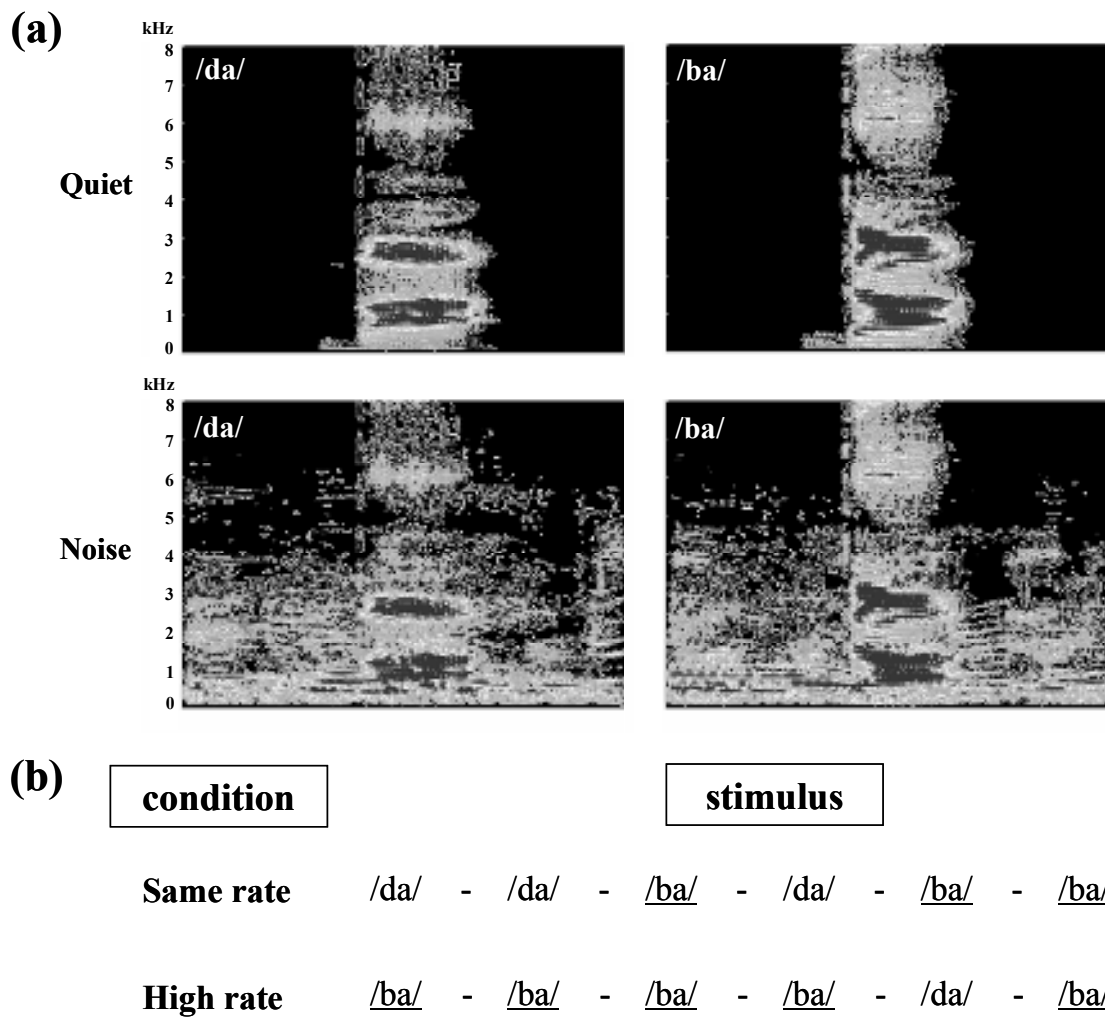 (a)
kHz
8
7
6
5
4
3
2
1
0
/da/
/ba/
Quiet
kHz
8
7
6
5
4
3
2
1
0
/da/
/ba/
Noise
(b)
condition stimulus
Same rate /da/ - /da/ - /ba/ - /da/ - /ba/ - /ba/
High rate /ba/ - /ba/ - /ba/ - /ba/ - /da/ - /ba/